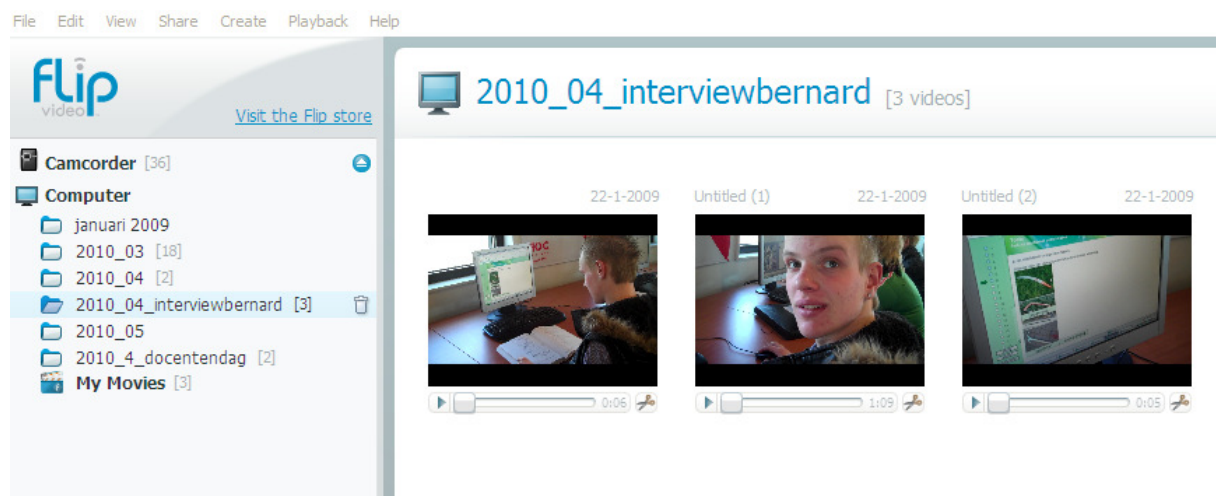 File Edit View Share Create Playback Help
flip
video
Visit the Flip store
Camcorder [36]
Computer
januari 2009
2010_03 [18]
2010_04 [2]
2010_04_interviewbernard [3]
2010_05
2010_4_docentendag [2]
My Movies [3]
2010_04_interviewbernard [3 videos]
22-1-2009
Untitled (1) 22-1-2009
Untitled (2) 22-1-2009
0:06
1:09
0:05